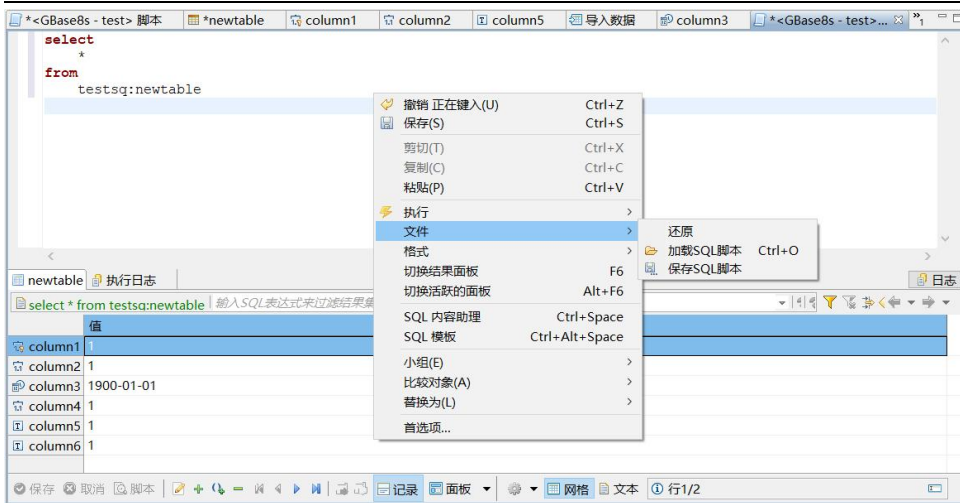 *<GBase8s - test> 脚本 *newtable column1 column2 column5 导入数据 column3 *<GBase8s - test>... »1
select
*
from
testsq:newtable
撤销 正在键入(U) Ctrl+Z
保存(S) Ctrl+S
剪切(T) Ctrl+X
复制(C) Ctrl+C
粘贴(P) Ctrl+V
执行 >
文件 >
格式 >
切换结果面板 F6
切换活跃的面板 Alt+F6
SQL 内容助理 Ctrl+Space
SQL 模板 Ctrl+Alt+Space
小组(E) >
比较对象(A) >
替换为(L) >
首选项...
还原
加载SQL脚本 Ctrl+O
保存SQL脚本
newtable 执行日志 日志
select * from testsq:newtable 输入SQL表达式来过滤结果集
值
column1 1
column2 1
column3 1900-01-01
column4 1
column5 1
column6 1
保存 取消 脚本 记录 面板 网格 文本 行1/2